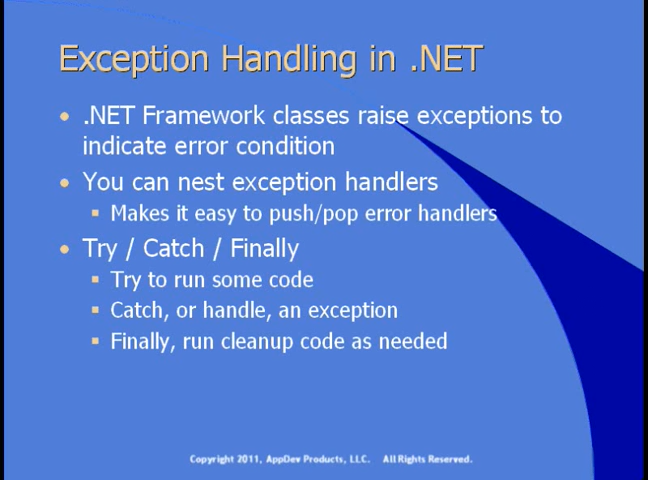 Exception Handling in .NET
• .NET Framework classes raise exceptions to
indicate error condition
• You can nest exception handlers
▪ Makes it easy to push/pop error handlers
• Try / Catch / Finally
▪ Try to run some code
▪ Catch, or handle, an exception
▪ Finally, run cleanup code as needed
Copyright 2011, AppDev Products, LLC. All Rights Reserved.